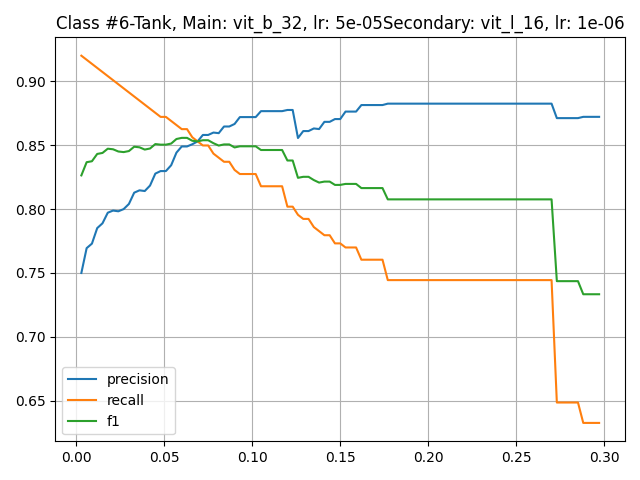 Class #6-Tank, Main: vit_b_32, lr: 5e-05Secondary: vit_l_16, lr: 1e-06
0.90
0.85
0.80
0.75
0.70
0.65
precision
recall
f1
0.00 0.05 0.10 0.15 0.20 0.25 0.30